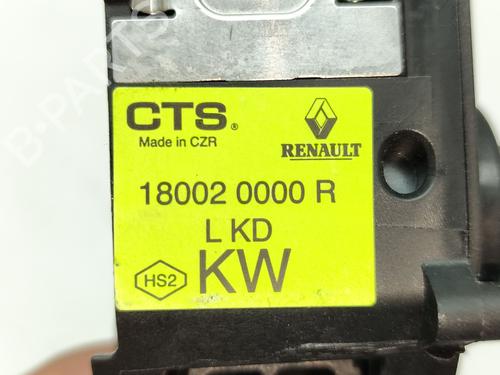 CTS®
Made in CZR
RENAULT
18002 0000 R
L KD
HS2
KW
B-PARTS